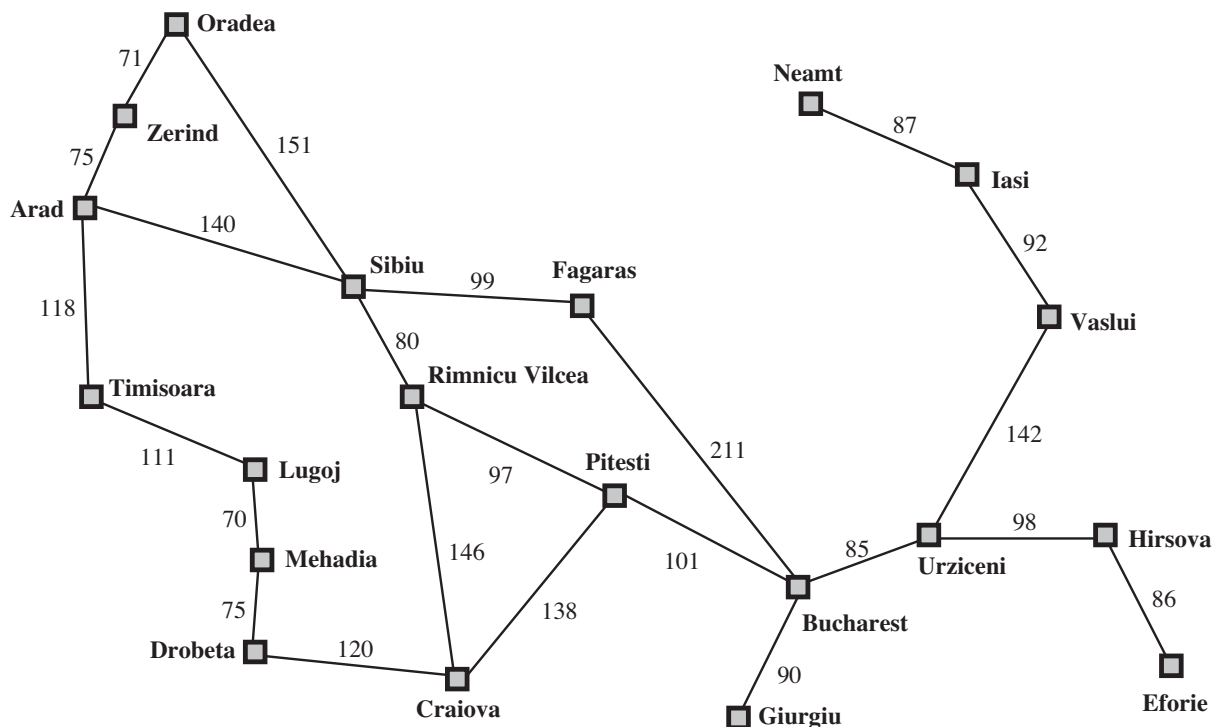 Oradea
71
Neamt
87
Zerind
151
75
Iasi
Arad
140
92
Sibiu
99
Fagaras
118
80
Vaslui
Rimnicu Vilcea
Timisoara
142
111
211
Pitesti
Lugoj
97
70
98
Hirsova
146
85
Urziceni
Mehadia
101
86
75
138
Bucharest
120
Drobeta
90
Craiova
Eforie
Giurgiu